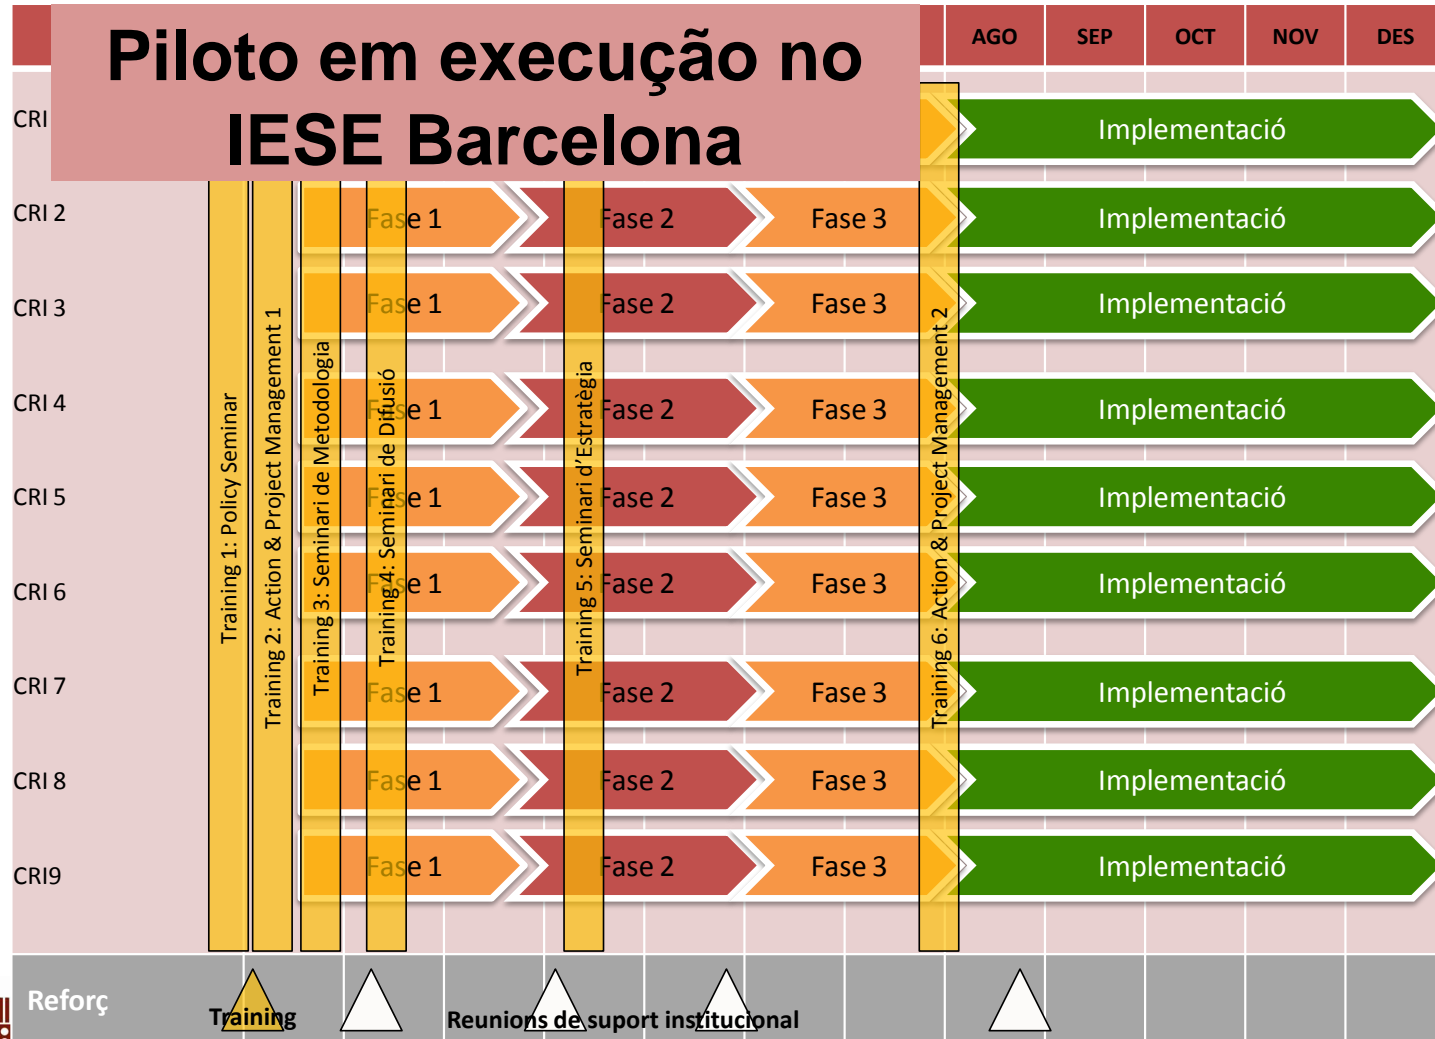 Piloto em execução no
IESE Barcelona
AGO SEP OCT NOV DES
CRI
Implementació
CRI 2
Fase 1 Fase 2 Fase 3 Implementació
CRI 3
Fase 1 Fase 2 Fase 3 Implementació
CRI 4
Fase 1 Fase 2 Fase 3 Implementació
CRI 5
Fase 1 Fase 2 Fase 3 Implementació
CRI 6
Fase 1 Fase 2 Fase 3 Implementació
CRI 7
Fase 1 Fase 2 Fase 3 Implementació
CRI 8
Fase 1 Fase 2 Fase 3 Implementació
CRI9
Fase 1 Fase 2 Fase 3 Implementació
Training 1: Policy Seminar
Training 2: Action & Project Management 1
Training 3: Seminari de Metodologia
Training 4: Seminari de Difusió
Training 5: Seminari d’Estratègia
Training 6: Action & Project Management 2
Reforç
Training
Reunions de suport institucional